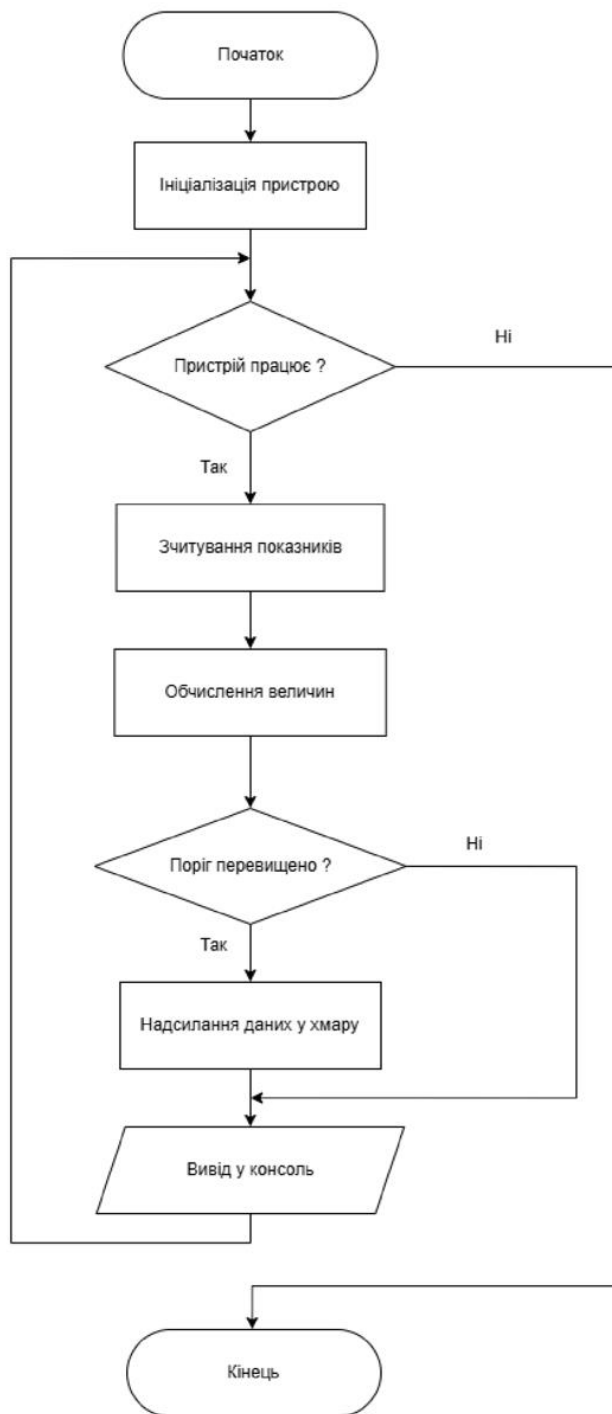 Початок
Ініціалізація пристрою
Пристрій працює ?
Ні
Так
Зчитування показників
Обчислення величин
Поріг перевищено ?
Ні
Так
Надсилання даних у хмару
Вивід у консоль
Кінець